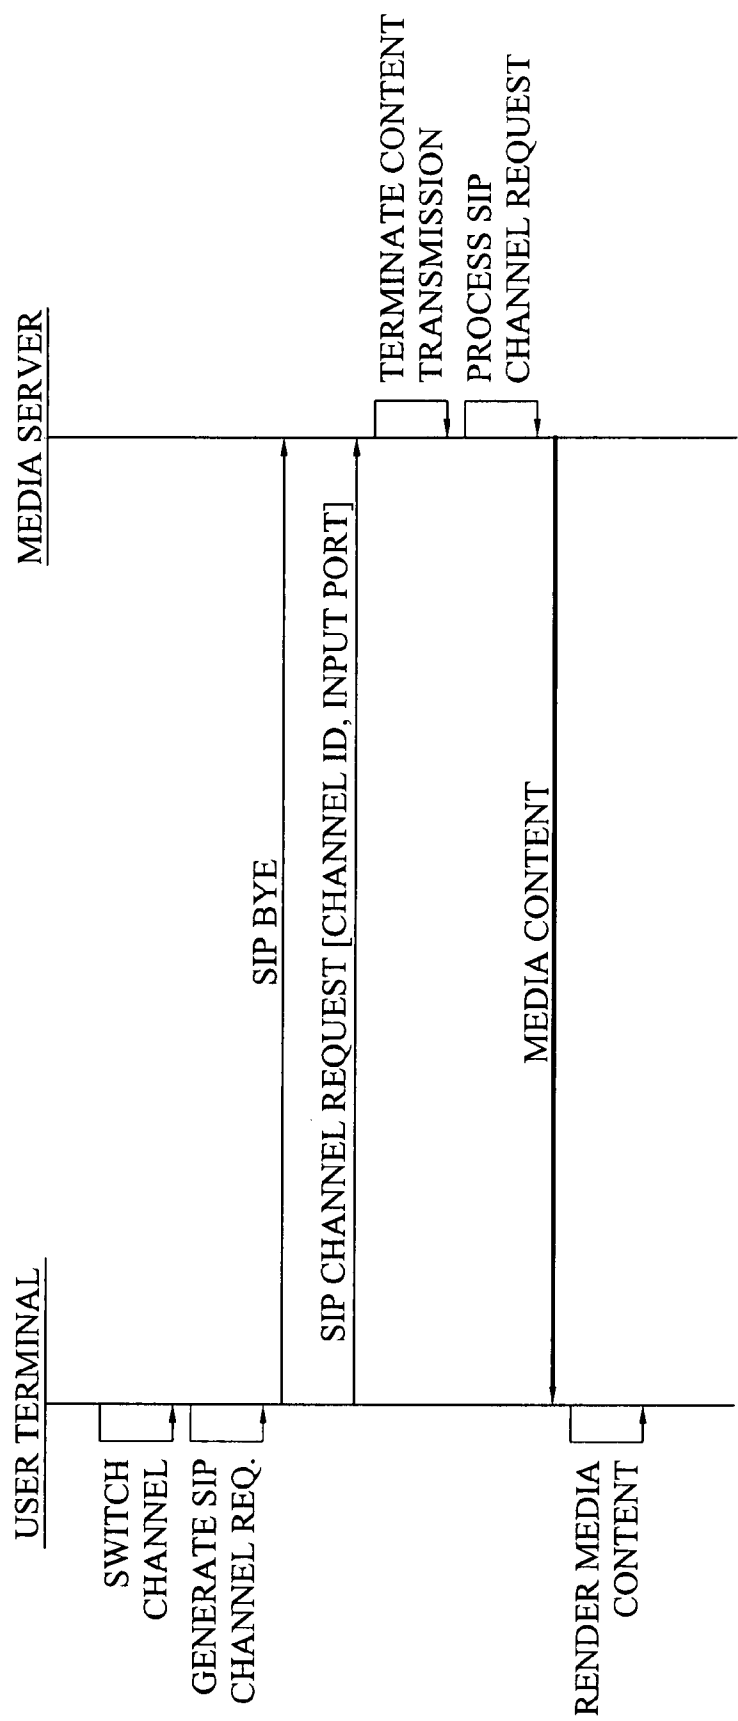 USER TERMINAL
MEDIA SERVER
SWITCH
CHANNEL
GENERATE SIP
CHANNEL REQ.
SIP BYE
SIP CHANNEL REQUEST [CHANNEL ID, INPUT PORT]
TERMINATE CONTENT
TRANSMISSION
PROCESS SIP
CHANNEL REQUEST
MEDIA CONTENT
RENDER MEDIA
CONTENT